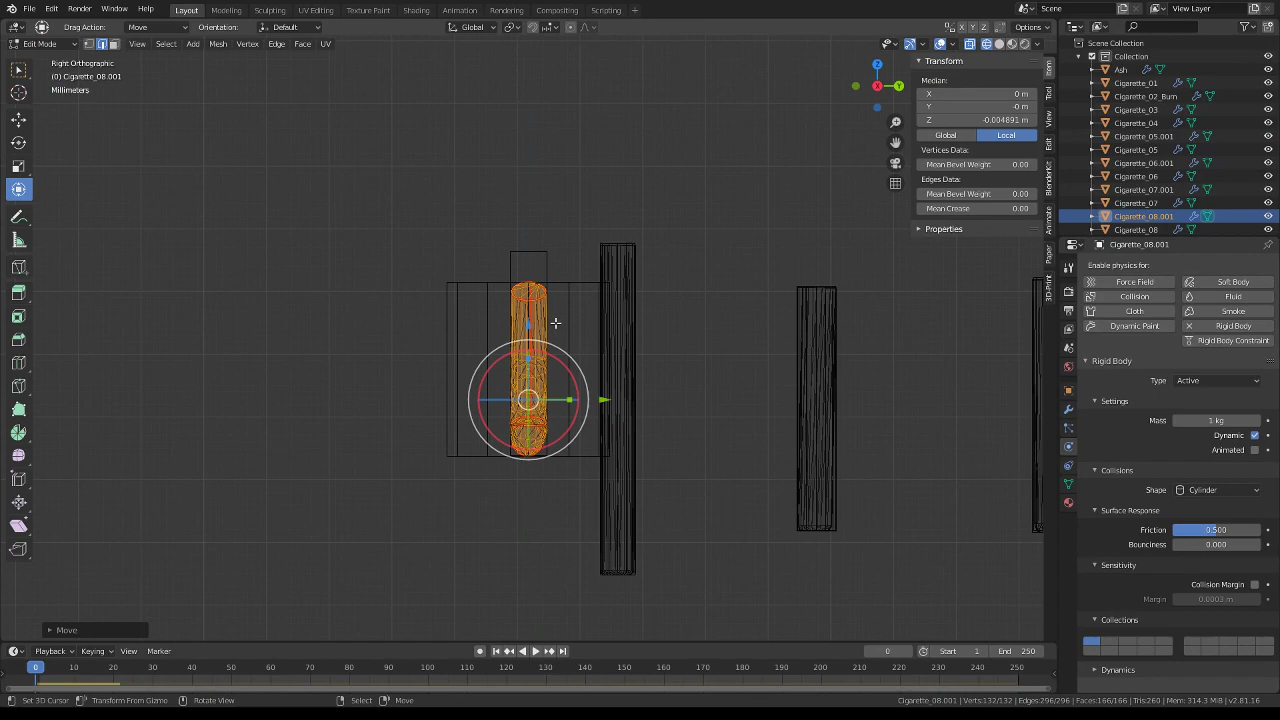 File Edit Render Window Help Layout Modeling Sculpting UV Editing Texture Paint Shading Animation Rendering Compositing Scripting + Scene View Layer
Drag Action: Move Orientation: Default Global X Y Z Options
Edit Mode View Select Add Mesh Vertex Edge Face UV
Right Orthographic
(0) Cigarette_08.001
Millimeters
Z
X
Y
Transform
Median:
X 0 m
Y -0 m
Z -0.004891 m
Global Local
Vertices Data:
Mean Bevel Weight 0.00
Edges Data:
Mean Bevel Weight 0.00
Mean Crease 0.00
Properties
Item
Tool
View
Edit
BlenderKit
Animate
Paper
3D-Print
Scene Collection
Collection
Ash
Cigarette_01
Cigarette_02_Burn
Cigarette_03
Cigarette_04
Cigarette_05.001
Cigarette_05
Cigarette_06.001
Cigarette_06
Cigarette_07.001
Cigarette_07
Cigarette_08.001
Cigarette_08
Cigarette_08.001
Enable physics for:
Force Field Soft Body
Collision Fluid
Cloth Object
Dynamic Paint Rigid Body
Rigid Body Constraint
Rigid Body
Type Active
Settings
Mass 1 kg
Dynamic
Animated
Collisions
Shape Cylinder
Surface Response
Friction 0.500
Bounciness 0.000
Sensitivity
Collision Margin
Margin 0.0003 m
Collections
Dynamics
Move
Playback Keying View Marker 0 Start 1 End 250
0 10 20 30 40 50 60 70 80 90 100 110 120 130 140 150 160 170 180 190 200 210 220 230 240 250
Set 3D Cursor Transform From Gizmo Rotate View Select Move Cigarette_08.001 | Verts:132/132 | Edges:296/296 | Faces:166/166 | Tris:260 | Mem: 314.3 MiB | v2.81.16